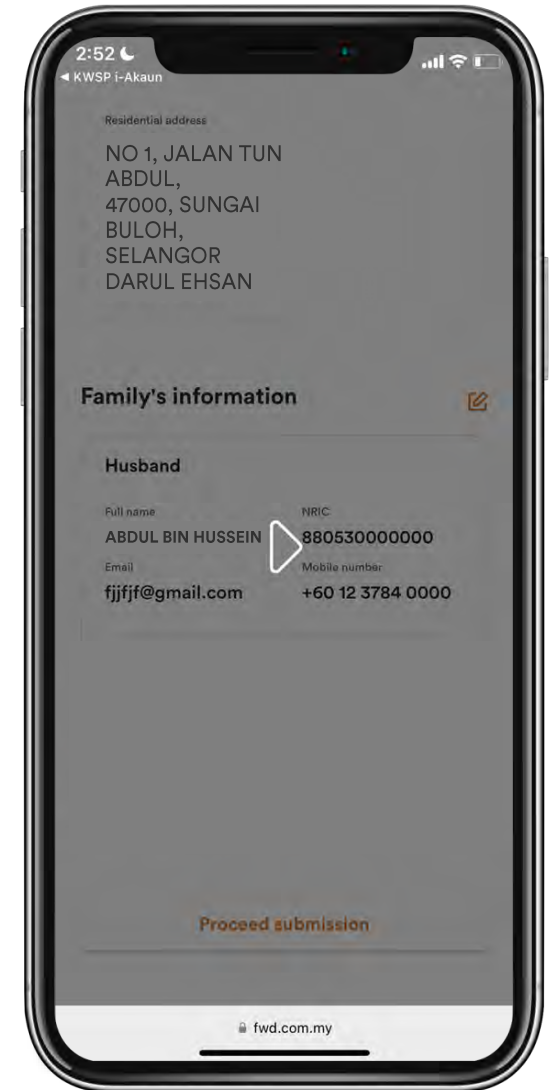 2:52
◀ KWSP i-Akaun
Residential address
NO 1, JALAN TUN
ABDUL,
47000, SUNGAI
BULOH,
SELANGOR
DARUL EHSAN
Family's information
Husband
Full name NRIC
ABDUL BIN HUSSEIN 880530000000
Email Mobile number
fjjfjf@gmail.com +60 12 3784 0000
Proceed submission
fwd.com.my